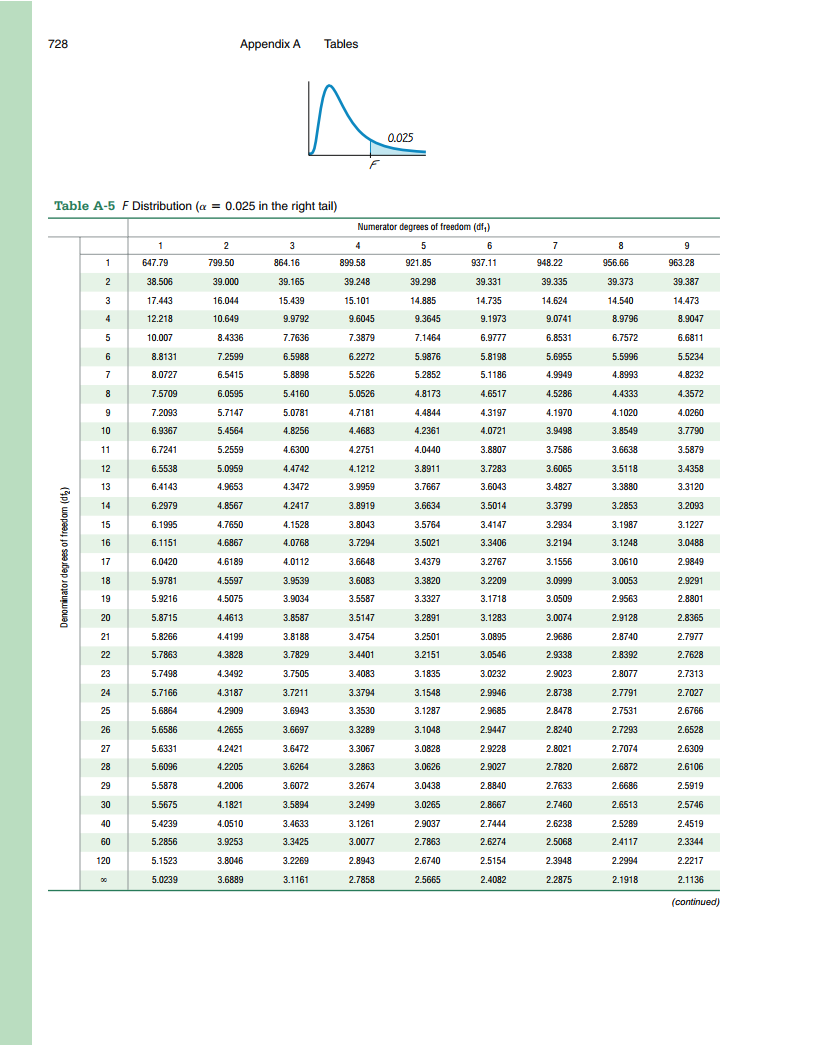 728 Appendix A Tables
0.025
F
Table A-5 F Distribution (α = 0.025 in the right tail)
Numerator degrees of freedom (df₁)
1 2 3 4 5 6 7 8 9
Denominator degrees of freedom (df₂)
1 647.79 799.50 864.16 899.58 921.85 937.11 948.22 956.66 963.28
2 38.506 39.000 39.165 39.248 39.298 39.331 39.335 39.373 39.387
3 17.443 16.044 15.439 15.101 14.885 14.735 14.624 14.540 14.473
4 12.218 10.649 9.9792 9.6045 9.3645 9.1973 9.0741 8.9796 8.9047
5 10.007 8.4336 7.7636 7.3879 7.1464 6.9777 6.8531 6.7572 6.6811
6 8.8131 7.2599 6.5988 6.2272 5.9876 5.8198 5.6955 5.5996 5.5234
7 8.0727 6.5415 5.8898 5.5226 5.2852 5.1186 4.9949 4.8993 4.8232
8 7.5709 6.0595 5.4160 5.0526 4.8173 4.6517 4.5286 4.4333 4.3572
9 7.2093 5.7147 5.0781 4.7181 4.4844 4.3197 4.1970 4.1020 4.0260
10 6.9367 5.4564 4.8256 4.4683 4.2361 4.0721 3.9498 3.8549 3.7790
11 6.7241 5.2559 4.6300 4.2751 4.0440 3.8807 3.7586 3.6638 3.5879
12 6.5538 5.0959 4.4742 4.1212 3.8911 3.7283 3.6065 3.5118 3.4358
13 6.4143 4.9653 4.3472 3.9959 3.7667 3.6043 3.4827 3.3880 3.3120
14 6.2979 4.8567 4.2417 3.8919 3.6634 3.5014 3.3799 3.2853 3.2093
15 6.1995 4.7650 4.1528 3.8043 3.5764 3.4147 3.2934 3.1987 3.1227
16 6.1151 4.6867 4.0768 3.7294 3.5021 3.3406 3.2194 3.1248 3.0488
17 6.0420 4.6189 4.0112 3.6648 3.4379 3.2767 3.1556 3.0610 2.9849
18 5.9781 4.5597 3.9539 3.6083 3.3820 3.2209 3.0999 3.0053 2.9291
19 5.9216 4.5075 3.9034 3.5587 3.3327 3.1718 3.0509 2.9563 2.8801
20 5.8715 4.4613 3.8587 3.5147 3.2891 3.1283 3.0074 2.9128 2.8365
21 5.8266 4.4199 3.8188 3.4754 3.2501 3.0895 2.9686 2.8740 2.7977
22 5.7863 4.3828 3.7829 3.4401 3.2151 3.0546 2.9338 2.8392 2.7628
23 5.7498 4.3492 3.7505 3.4083 3.1835 3.0232 2.9023 2.8077 2.7313
24 5.7166 4.3187 3.7211 3.3794 3.1548 2.9946 2.8738 2.7791 2.7027
25 5.6864 4.2909 3.6943 3.3530 3.1287 2.9685 2.8478 2.7531 2.6766
26 5.6586 4.2655 3.6697 3.3289 3.1048 2.9447 2.8240 2.7293 2.6528
27 5.6331 4.2421 3.6472 3.3067 3.0828 2.9228 2.8021 2.7074 2.6309
28 5.6096 4.2205 3.6264 3.2863 3.0626 2.9027 2.7820 2.6872 2.6106
29 5.5878 4.2006 3.6072 3.2674 3.0438 2.8840 2.7633 2.6686 2.5919
30 5.5675 4.1821 3.5894 3.2499 3.0265 2.8667 2.7460 2.6513 2.5746
40 5.4239 4.0510 3.4633 3.1261 2.9037 2.7444 2.6238 2.5289 2.4519
60 5.2856 3.9253 3.3425 3.0077 2.7863 2.6274 2.5068 2.4117 2.3344
120 5.1523 3.8046 3.2269 2.8943 2.6740 2.5154 2.3948 2.2994 2.2217
∞ 5.0239 3.6889 3.1161 2.7858 2.5665 2.4082 2.2875 2.1918 2.1136
(continued)